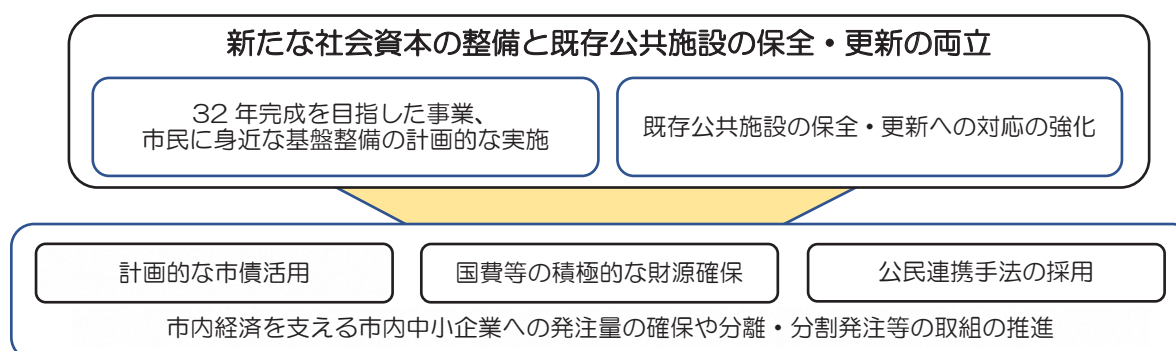 新たな社会資本の整備と既存公共施設の保全・更新の両立
32 年完成を目指した事業、
市民に身近な基盤整備の計画的な実施
既存公共施設の保全・更新への対応の強化
計画的な市債活用
国費等の積極的な財源確保
公民連携手法の採用
市内経済を支える市内中小企業への発注量の確保や分離・分割発注等の取組の推進